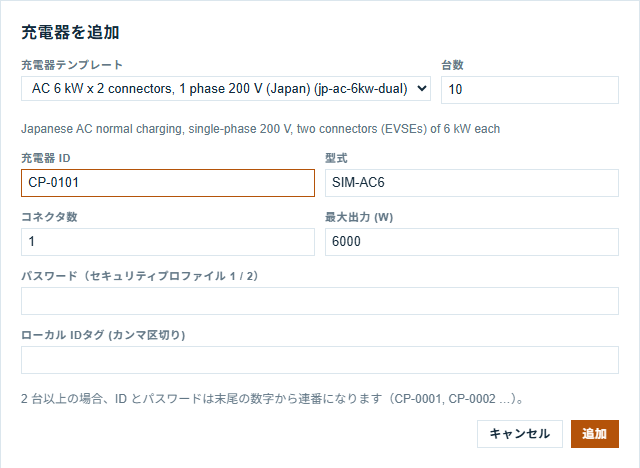 充電器を追加
充電器テンプレート
台数
AC 6 kW x 2 connectors, 1 phase 200 V (Japan) (jp-ac-6kw-dual)
10
Japanese AC normal charging, single-phase 200 V, two connectors (EVSEs) of 6 kW each
充電器 ID
型式
CP-0101
SIM-AC6
コネクタ数
最大出力 (W)
1
6000
パスワード（セキュリティプロファイル 1 / 2）
ローカル IDタグ (カンマ区切り)
2 台以上の場合、ID とパスワードは末尾の数字から連番になります（CP-0001, CP-0002 …）。
キャンセル
追加